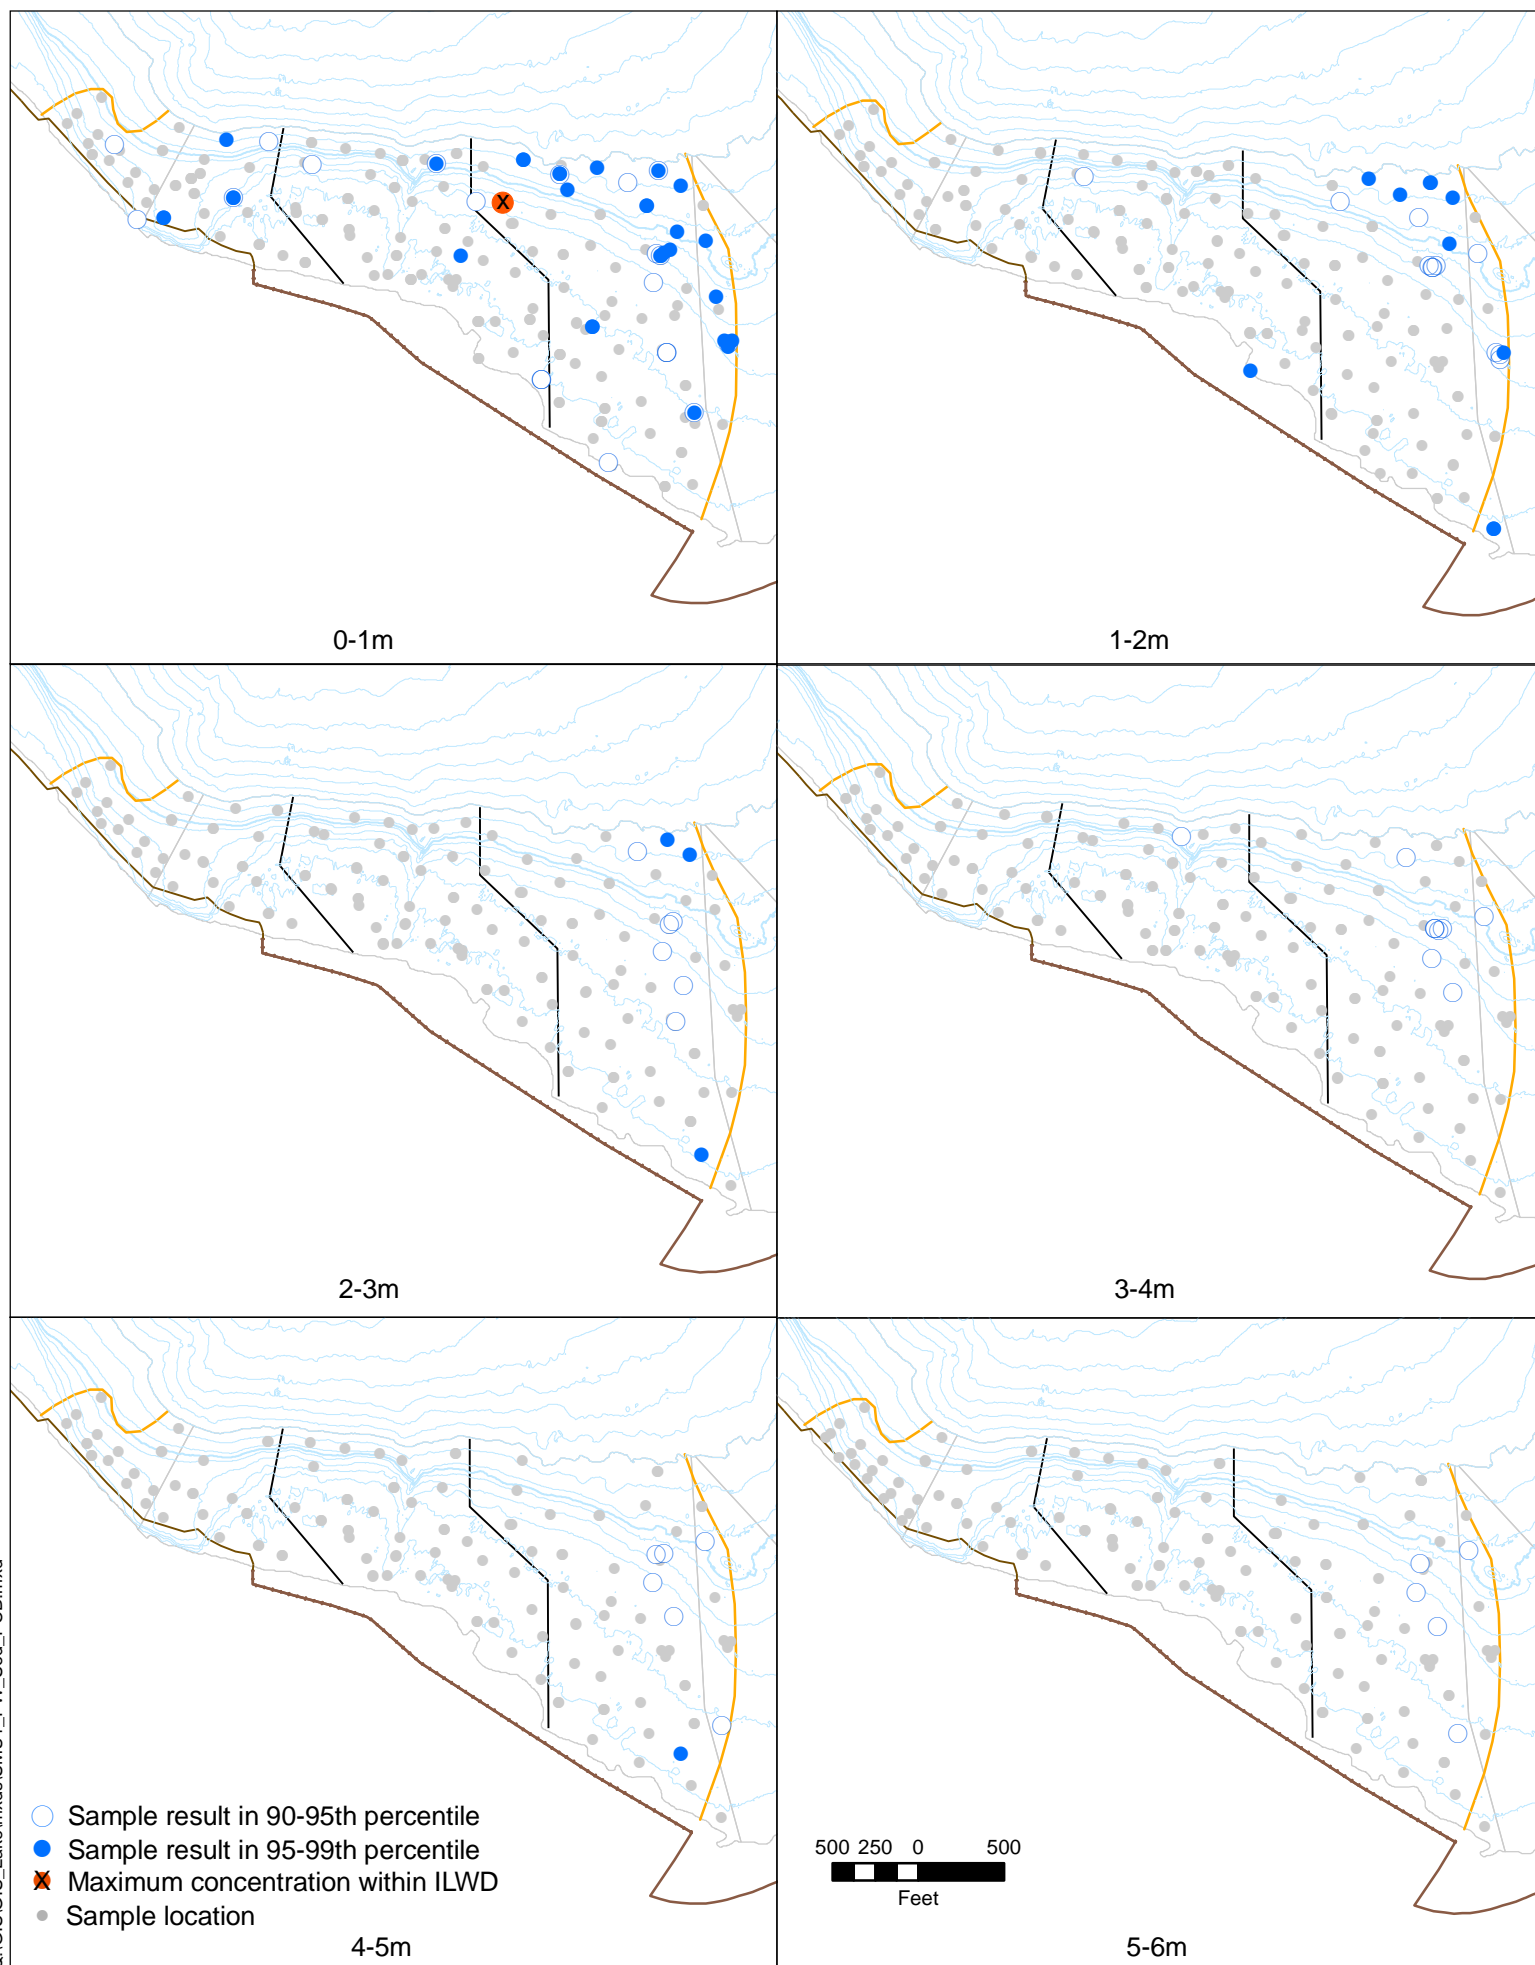 0-1m
1-2m
2-3m
3-4m
X
Sample result in 90-95th percentile
Sample result in 95-99th percentile
X Maximum concentration within ILWD
Sample location
4-5m
500 250 0 500
Feet
5-6m